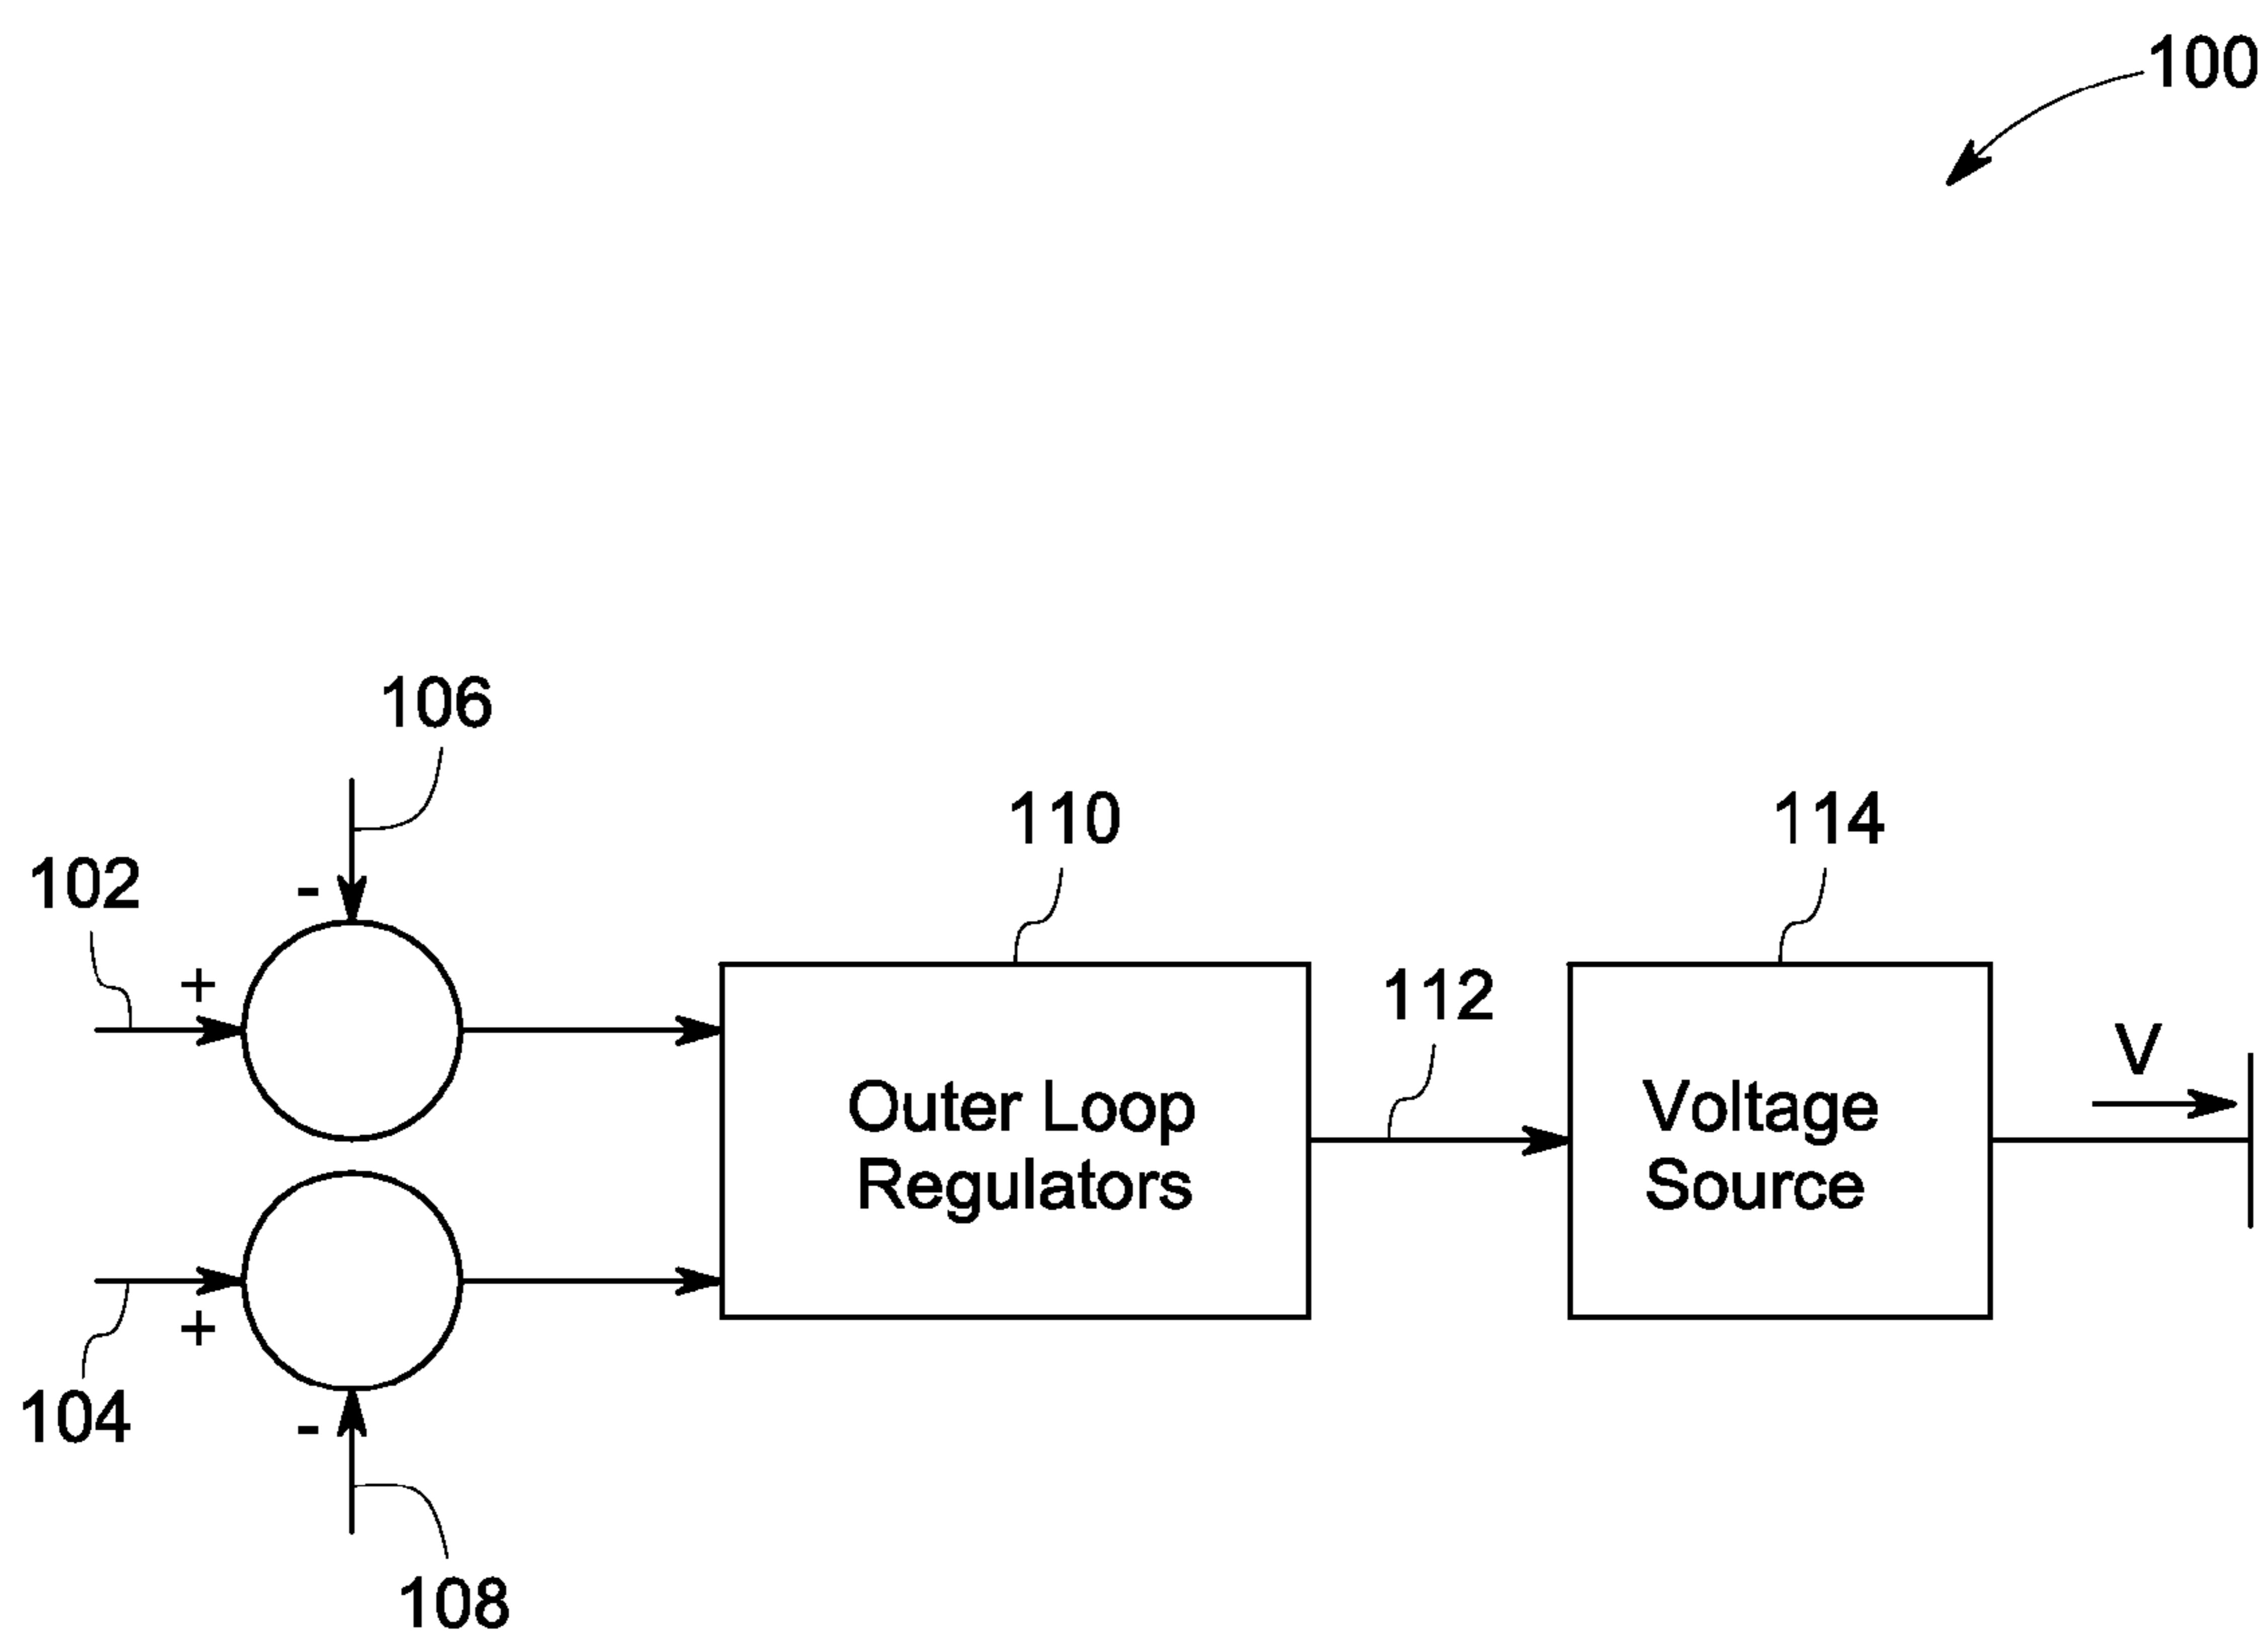 100
106
110
114
102
-
+
112
V
Outer Loop
Regulators
Voltage
Source
+
104
-
108